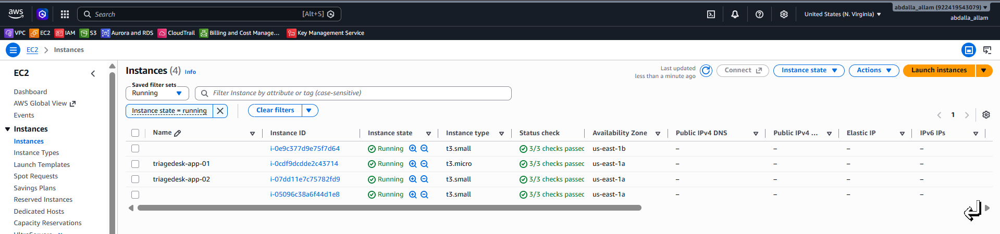 aws
Search [Alt+S]
United States (N. Virginia)
abdalla_allam (922419543079)
abdalla_allam
VPC EC2 IAM S3 Aurora and RDS CloudTrail Billing and Cost Manage... Key Management Service
EC2 > Instances
EC2
Dashboard
AWS Global View
Events
Instances
Instances
Instance Types
Launch Templates
Spot Requests
Savings Plans
Reserved Instances
Dedicated Hosts
Capacity Reservations
Instances (4) Info
Last updated
less than a minute ago
Connect Instance state Actions Launch instances
Saved filter sets
Running
Filter Instance by attribute or tag (case-sensitive)
Instance state = running
Clear filters
1
Name Instance ID Instance state Instance type Status check Availability Zone Public IPv4 DNS Public IPv4 ... Elastic IP IPv6 IPs
i-0e9c377d9e75f7d64 Running t3.small 3/3 checks passec us-east-1b – – – –
triagedesk-app-01 i-0cdf9dcdde2c43714 Running t3.micro 3/3 checks passec us-east-1a – – – –
triagedesk-app-02 i-07dd11e7c75782fd9 Running t3.small 3/3 checks passec us-east-1a – – – –
i-05096c38a6f44d1e8 Running t3.small 3/3 checks passec us-east-1a – – – –